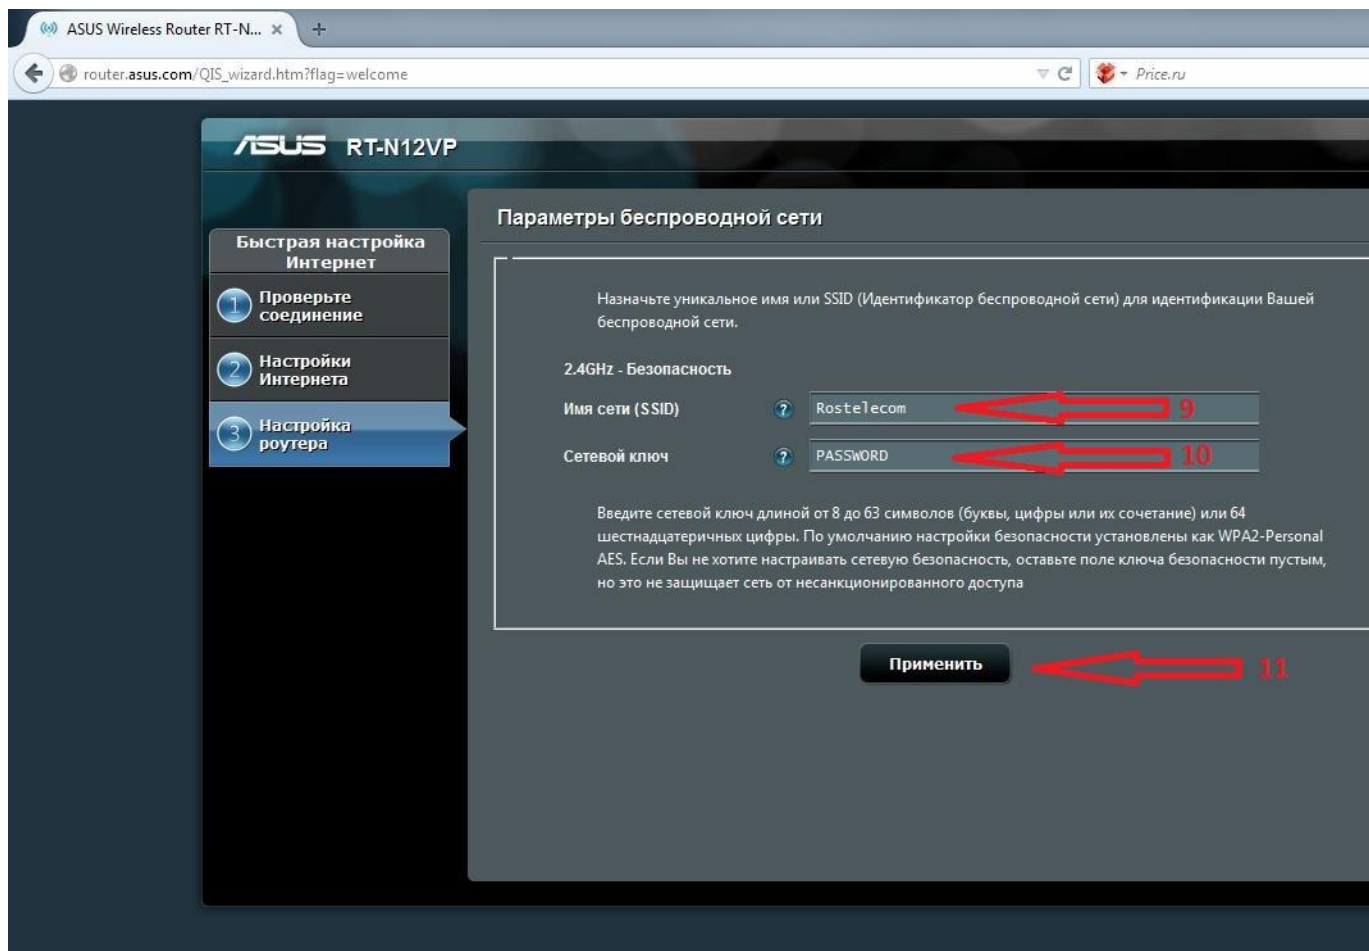 ASUS Wireless Router RT-N...
router.asus.com/QIS_wizard.htm?flag=welcome
Price.ru
ASUS RT-N12VP
Быстрая настройка
Интернет
1 Проверьте
соединение
2 Настройки
Интернета
3 Настройка
роутера
Параметры беспроводной сети
Назначьте уникальное имя или SSID (Идентификатор беспроводной сети) для идентификации Вашей
беспроводной сети.
2.4GHz - Безопасность
Имя сети (SSID) ? Rostelecom 9
Сетевой ключ ? PASSWORD 10
Введите сетевой ключ длиной от 8 до 63 символов (буквы, цифры или их сочетание) или 64
шестнадцатеричных цифры. По умолчанию настройки безопасности установлены как WPA2-Personal
AES. Если Вы не хотите настраивать сетевую безопасность, оставьте поле ключа безопасности пустым,
но это не защищает сеть от несанкционированного доступа
Применить 11